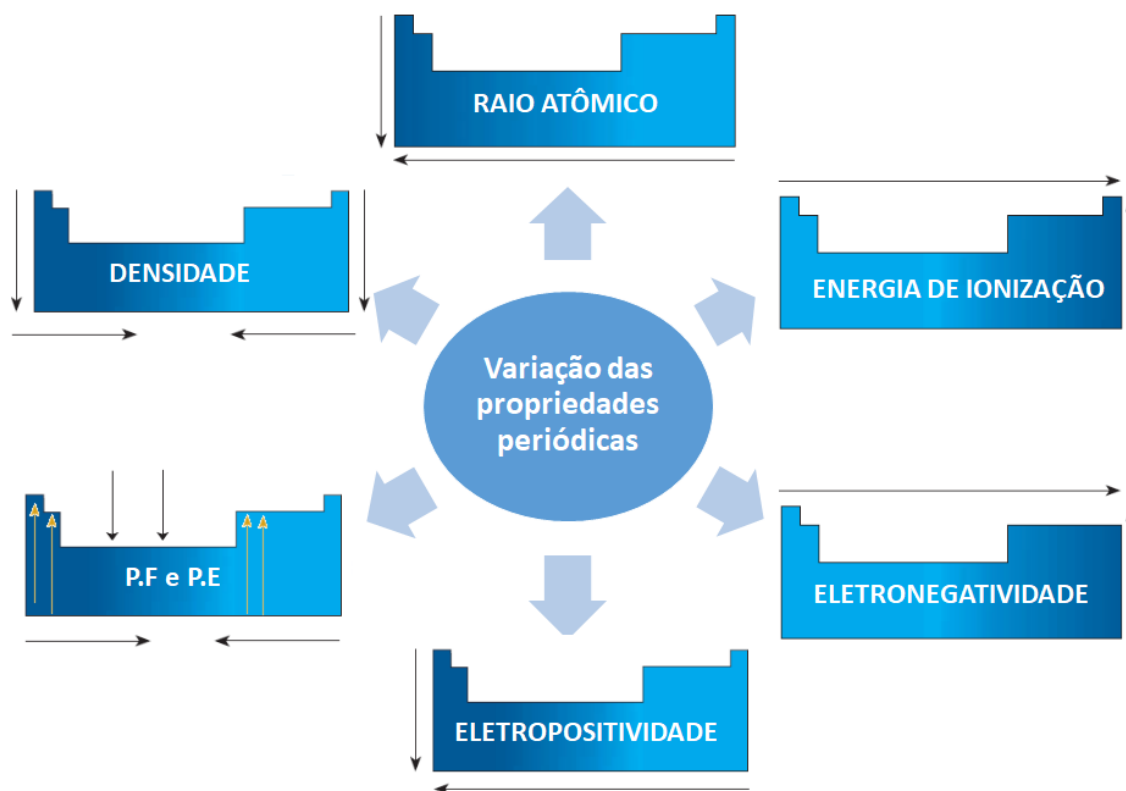 RAIO ATÔMICO
DENSIDADE
ENERGIA DE IONIZAÇÃO
Variação das
propriedades
periódicas
P.F e P.E
ELETRONEGATIVIDADE
ELETROPOSITIVIDADE